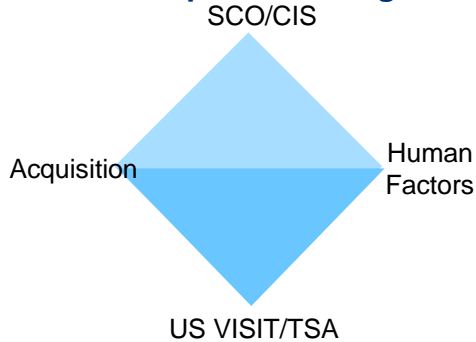 SCO/CIS
Acquisition
Human
Factors
US VISIT/TSA